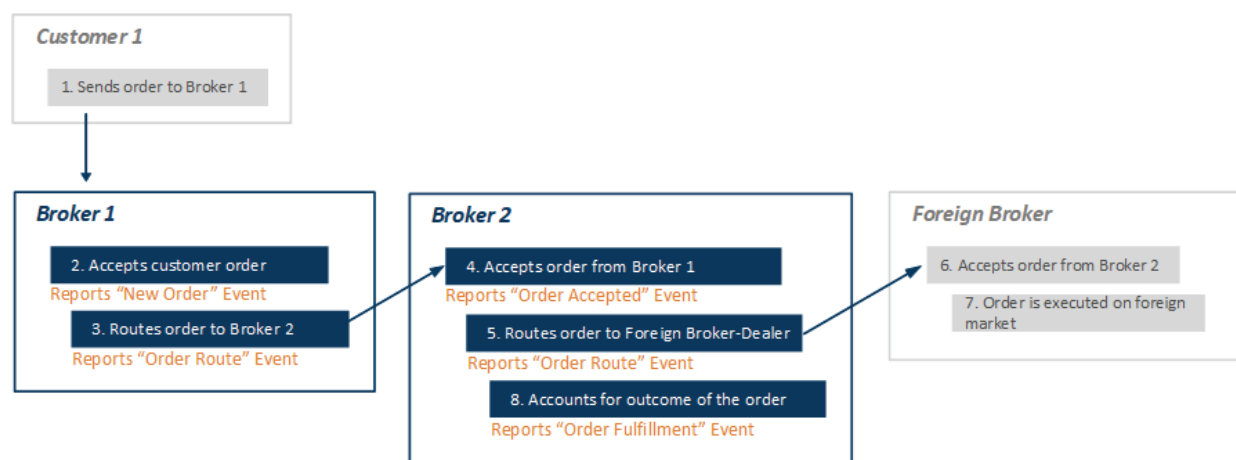 Customer 1
1. Sends order to Broker 1
Broker 1
2. Accepts customer order
Reports “New Order” Event
3. Routes order to Broker 2
Reports “Order Route” Event
Broker 2
4. Accepts order from Broker 1
Reports “Order Accepted” Event
5. Routes order to Foreign Broker-Dealer
Reports “Order Route” Event
8. Accounts for outcome of the order
Reports “Order Fulfillment” Event
Foreign Broker
6. Accepts order from Broker 2
7. Order is executed on foreign
market